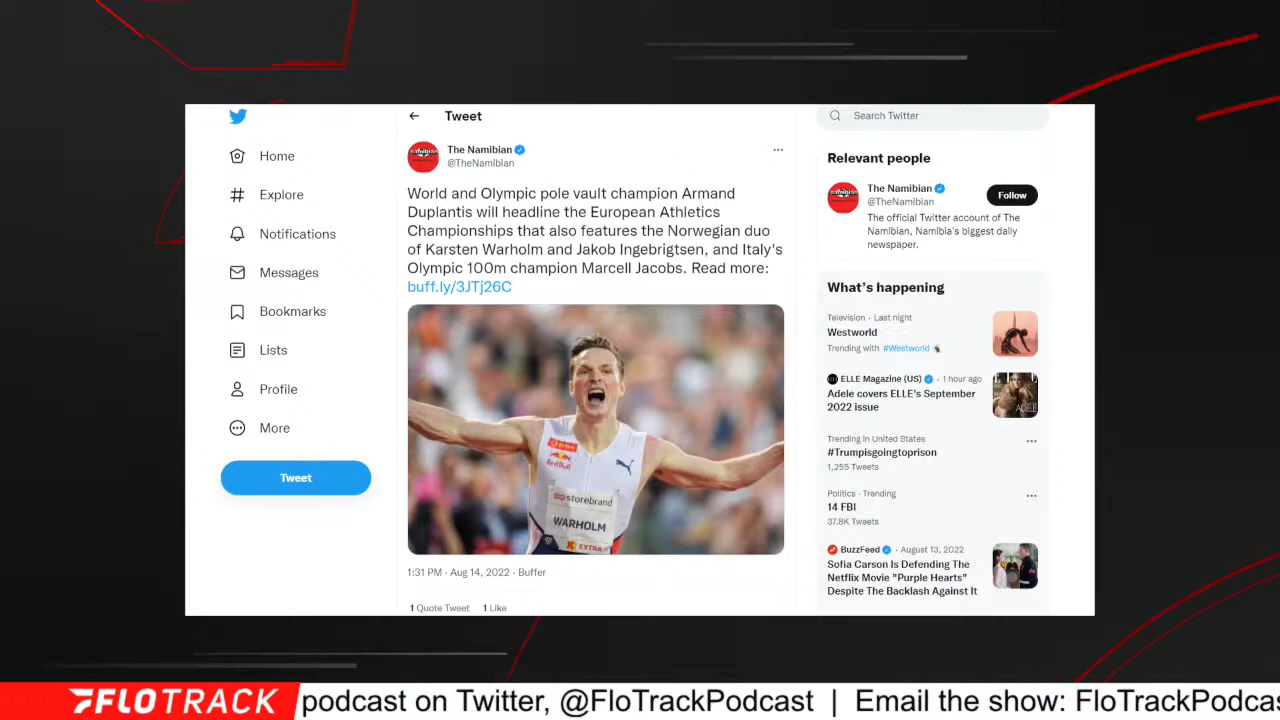 Home
Explore
Notifications
Messages
Bookmarks
Lists
Profile
More
Tweet
Tweet
The Namibian
@TheNamibian
World and Olympic pole vault champion Armand
Duplantis will headline the European Athletics
Championships that also features the Norwegian duo
of Karsten Warholm and Jakob Ingebrigtsen, and Italy's
Olympic 100m champion Marcell Jacobs. Read more:
buff.ly/3JTj26C
RedBull
storebrand
WARHOLM
EXTRA
1:31 PM · Aug 14, 2022 · Buffer
1 Quote Tweet 1 Like
Search Twitter
Relevant people
The Namibian
@TheNamibian
Follow
The official Twitter account of The
Namibian, Namibia's biggest daily
newspaper.
What's happening
Television · Last night
Westworld
Trending with #Westworld
ELLE Magazine (US) · 1 hour ago
Adele covers ELLE's September
2022 issue
ADELE
Trending in United States
#Trumpisgoingtoprison
1,255 Tweets
Politics · Trending
14 FBI
37.8K Tweets
BuzzFeed · August 13, 2022
Sofia Carson Is Defending The
Netflix Movie "Purple Hearts"
Despite The Backlash Against It
FLOTRACK podcast on Twitter, @FloTrackPodcast | Email the show: FloTrackPodcas